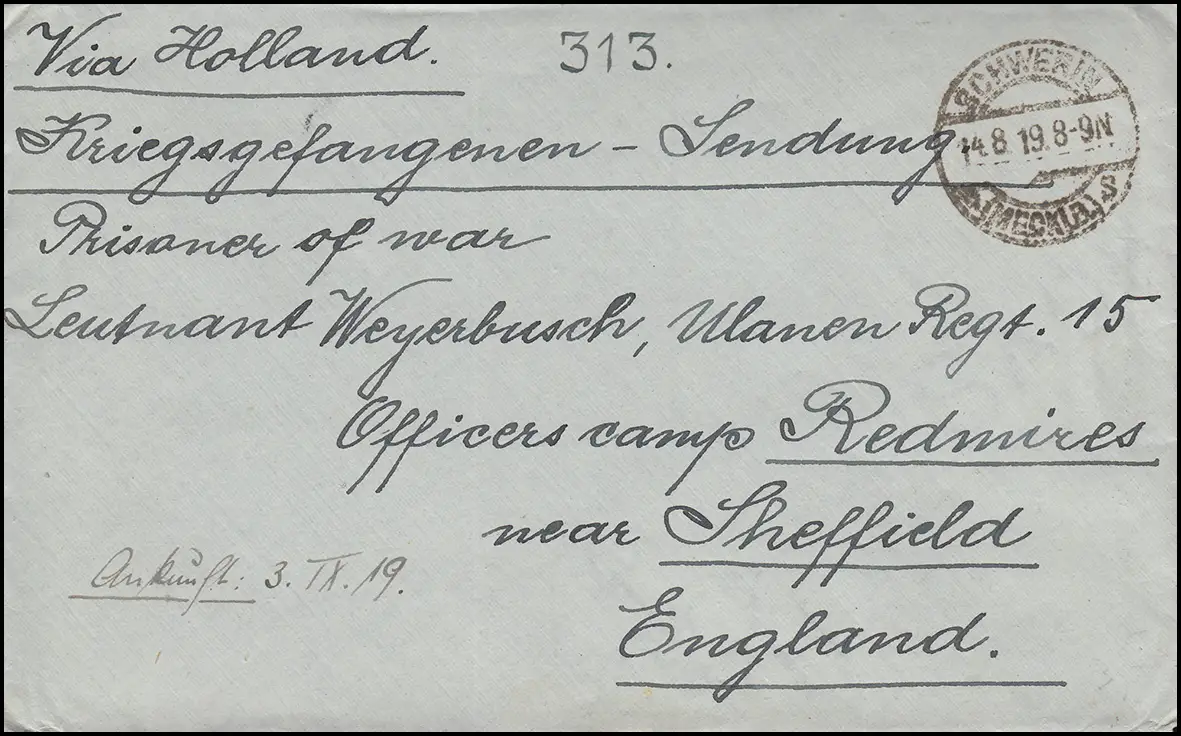 Via Holland. 313.
SCHWERIN
14.8.19.8-9N
(MECK) S
Kriegsgefangenen - Sendung.
Prisoner of war
Leutnant Weyerbusch, Ulanen Regt. 15
Officers camp Redmires
near Sheffield
Ankunft: 3. IX. 19.
England.